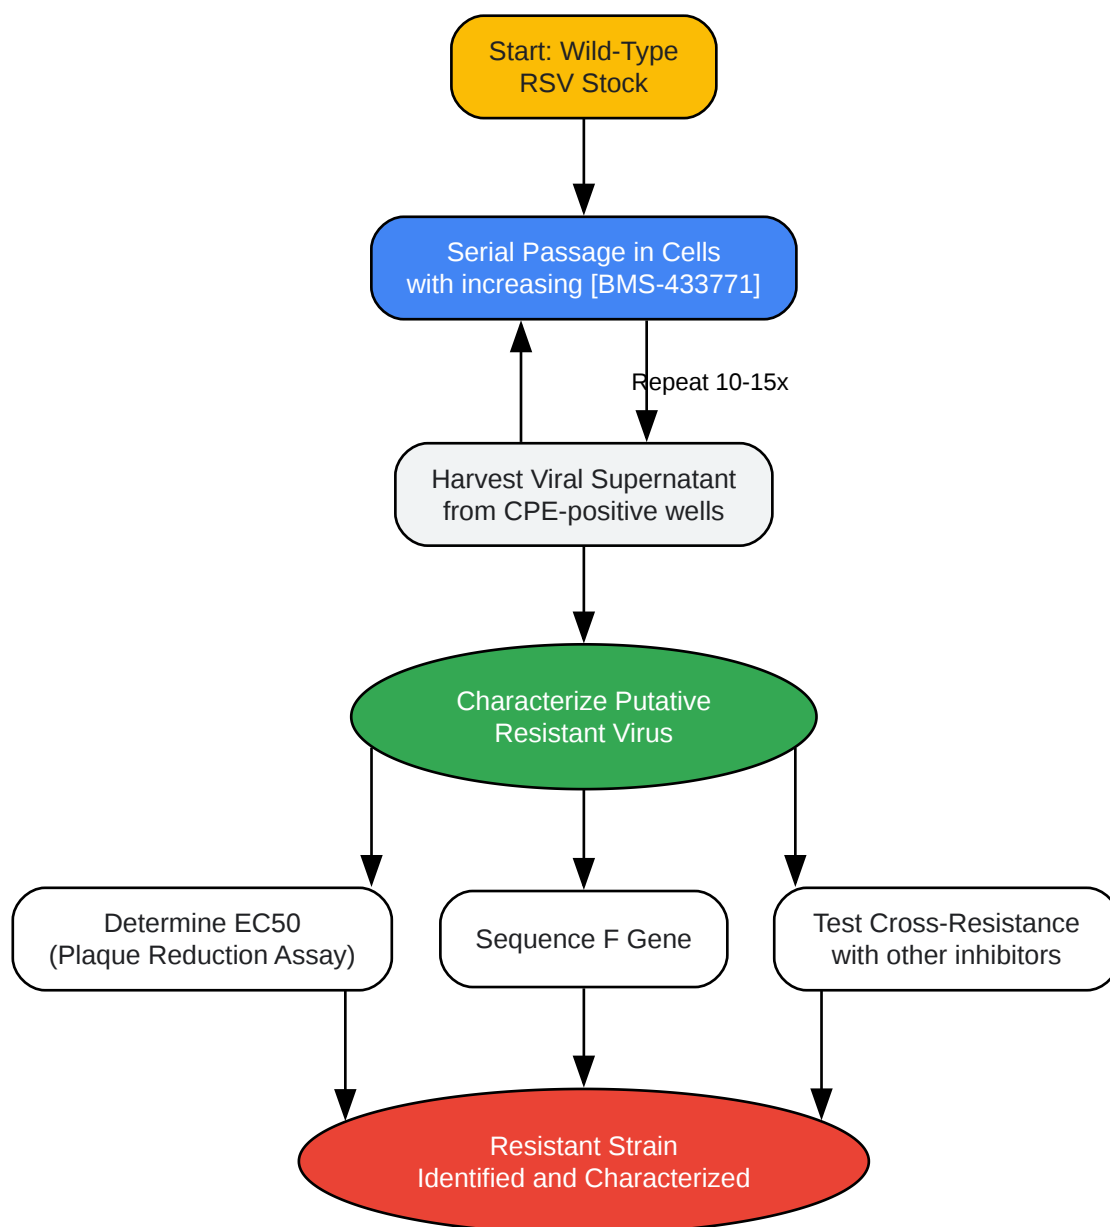 Start: Wild-Type
RSV Stock
Serial Passage in Cells
with increasing [BMS-433771]
Repeat 10-15x
Harvest Viral Supernatant
from CPE-positive wells
Characterize Putative
Resistant Virus
Determine EC50
(Plaque Reduction Assay)
Sequence F Gene
Test Cross-Resistance
with other inhibitors
Resistant Strain
Identified and Characterized